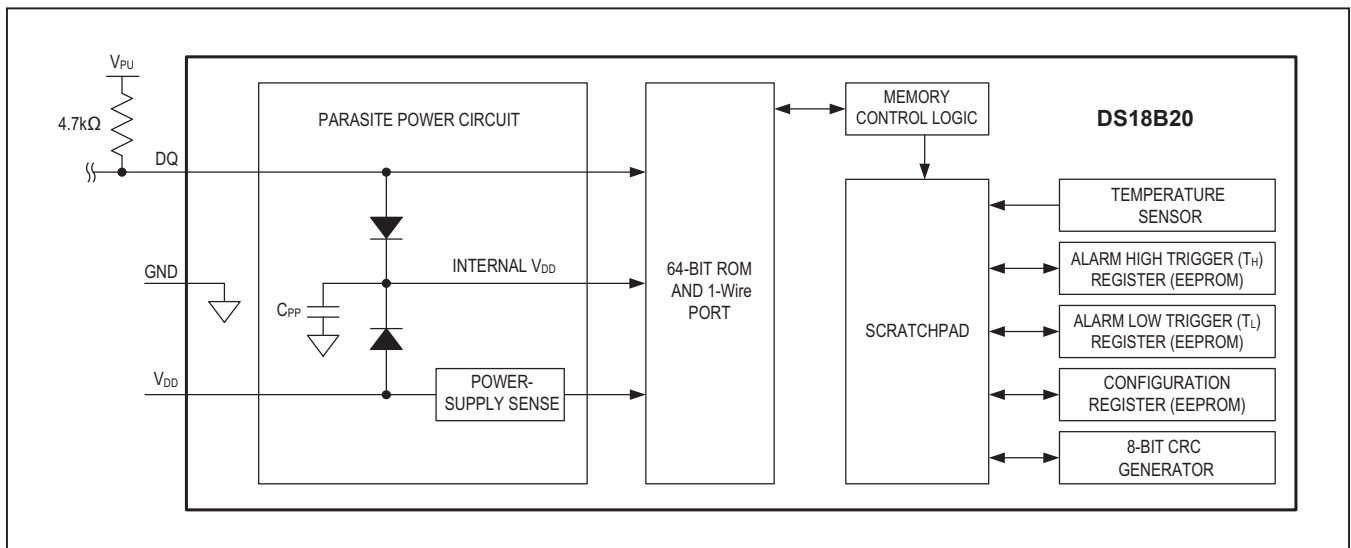 VPU
4.7kΩ
DQ
GND
VDD
PARASITE POWER CIRCUIT
INTERNAL VDD
CPP
POWER-
SUPPLY SENSE
64-BIT ROM
AND 1-Wire
PORT
MEMORY
CONTROL LOGIC
SCRATCHPAD
DS18B20
TEMPERATURE
SENSOR
ALARM HIGH TRIGGER (TH)
REGISTER (EEPROM)
ALARM LOW TRIGGER (TL)
REGISTER (EEPROM)
CONFIGURATION
REGISTER (EEPROM)
8-BIT CRC
GENERATOR